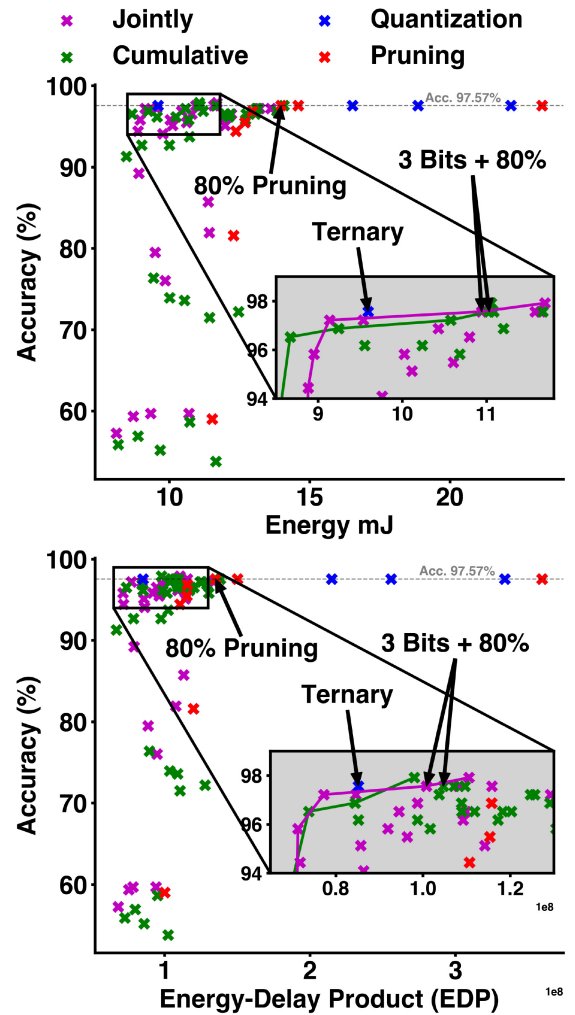 Jointly
Quantization
Cumulative
Pruning
100
90
80
70
60
Accuracy (%)
Acc. 97.57%
80% Pruning
3 Bits + 80%
Ternary
98
96
94
9
10
11
10
15
20
Energy mJ
100
90
80
70
60
Accuracy (%)
Acc. 97.57%
80% Pruning
3 Bits + 80%
Ternary
98
96
94
0.8
1.0
1.2
1e8
1
2
3
1e8
Energy-Delay Product (EDP)